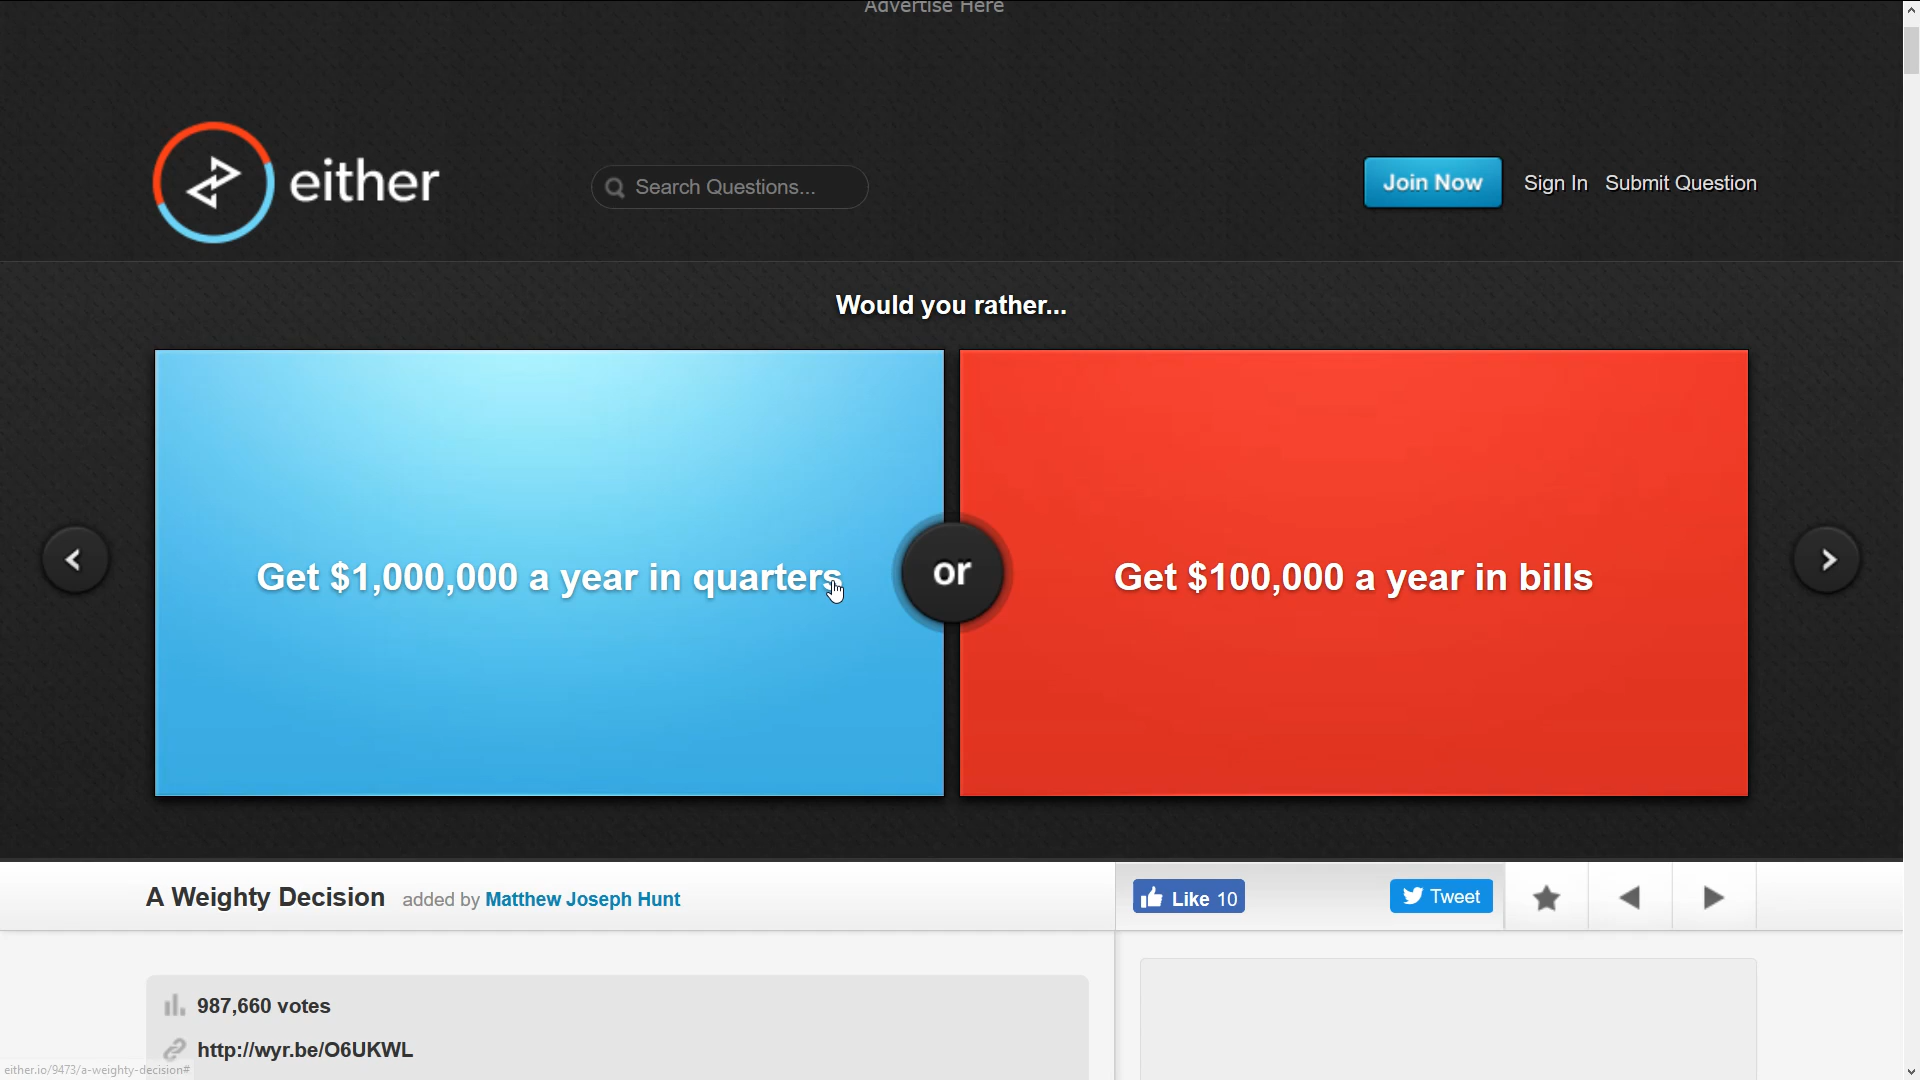 Advertise Here
either
Search Questions...
Join Now
Sign In
Submit Question
Would you rather...
Get $1,000,000 a year in quarters
or
Get $100,000 a year in bills
A Weighty Decision added by Matthew Joseph Hunt
Like 10
Tweet
987,660 votes
http://wyr.be/O6UKWL
either.io/9473/a-weighty-decision#